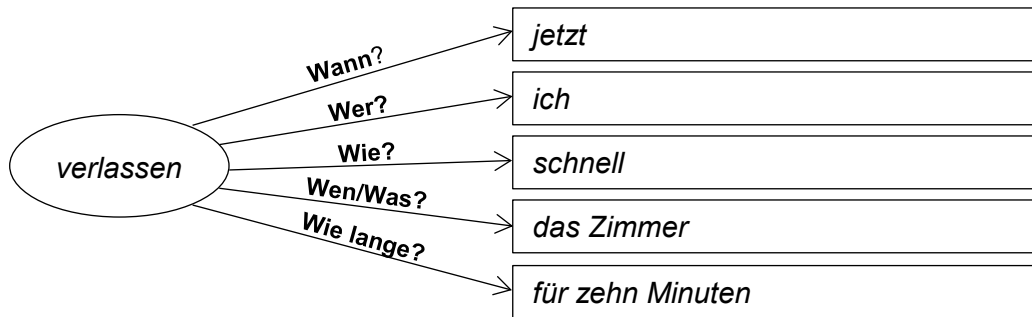 Wann?
jetzt
Wer?
ich
Wie?
schnell
verlassen
Wen/Was?
das Zimmer
Wie lange?
für zehn Minuten